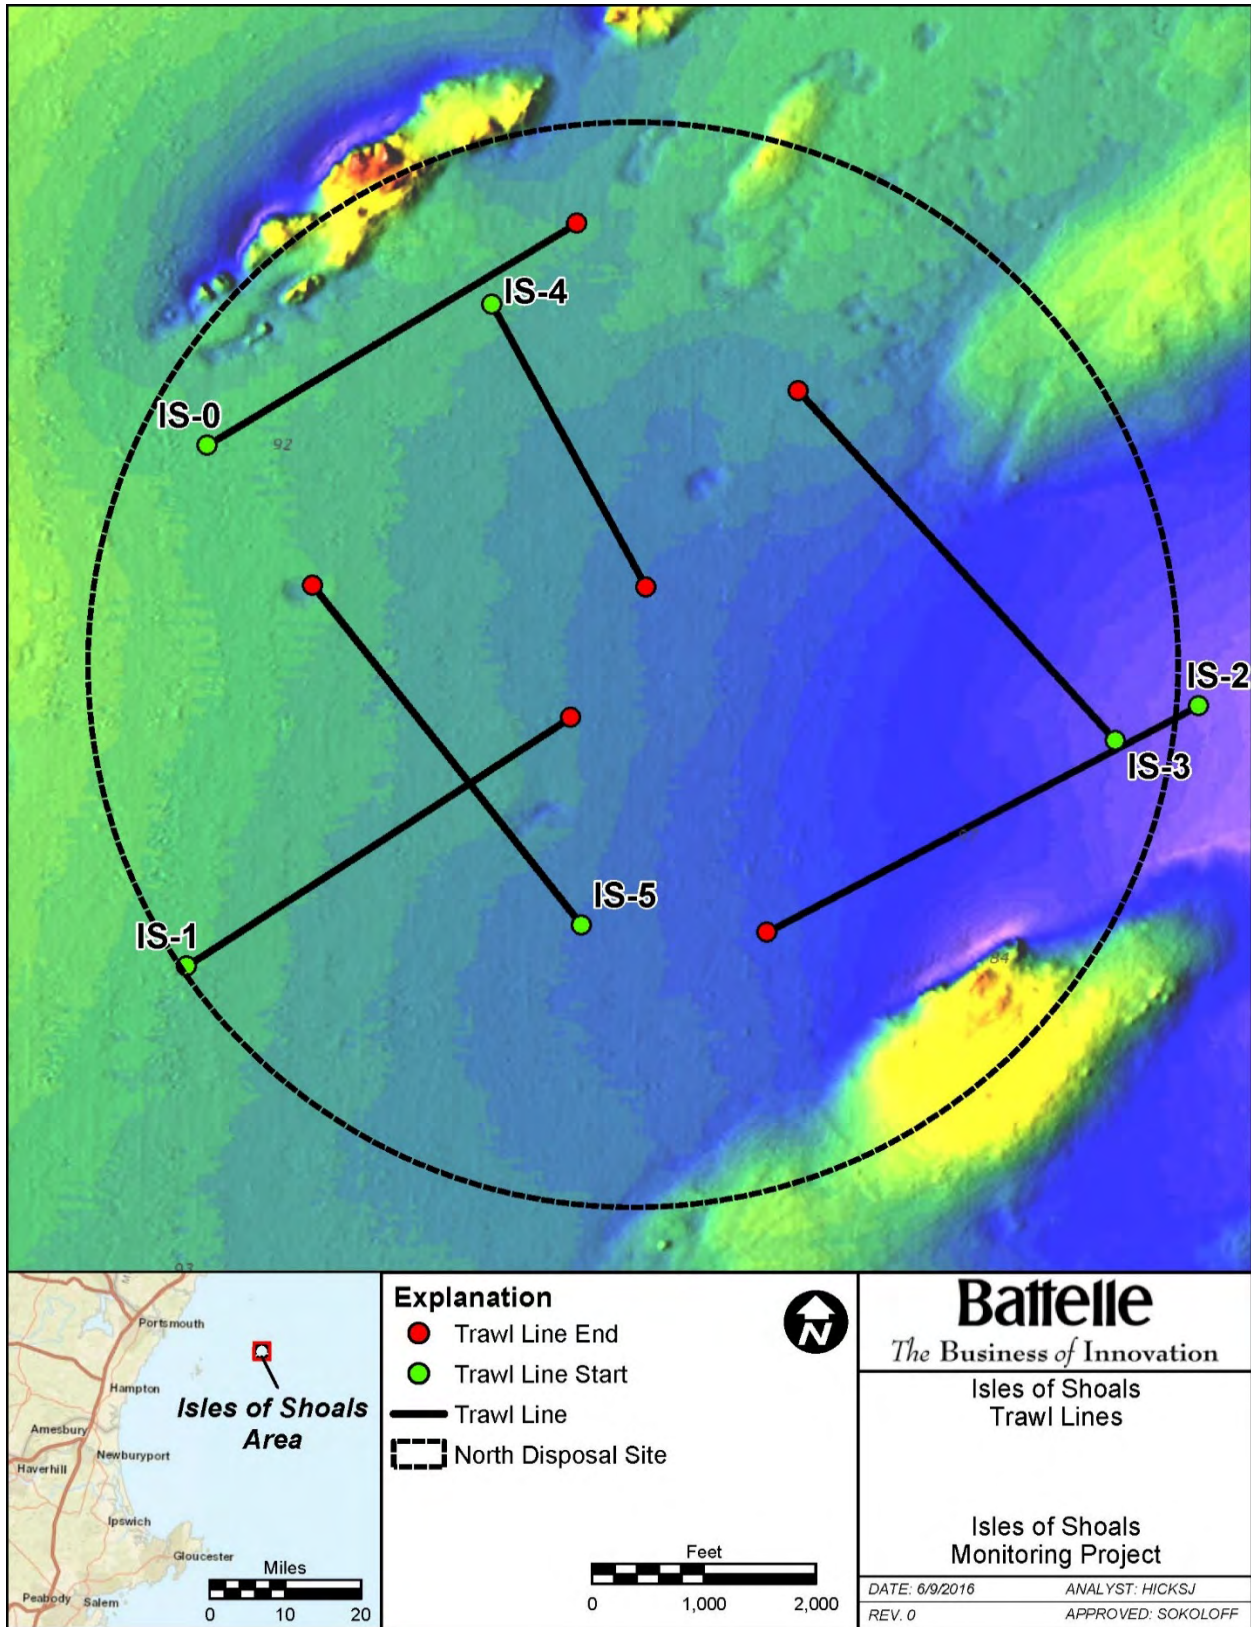 IS-4
IS-0
92
IS-2
IS-3
IS-5
IS-1
84
93
Portsmouth
Hampton
Isles of Shoals
Area
Amesbury
Newburyport
Haverhill
Ipswich
Gloucester
Miles
Peabody
Salem
0 10 20
Explanation
N
Trawl Line End
Trawl Line Start
Trawl Line
North Disposal Site
Feet
0 1,000 2,000
Battelle
The Business of Innovation
Isles of Shoals
Trawl Lines
Isles of Shoals
Monitoring Project
DATE: 6/9/2016 ANALYST: HICKSJ
REV. 0 APPROVED: SOKOLOFF